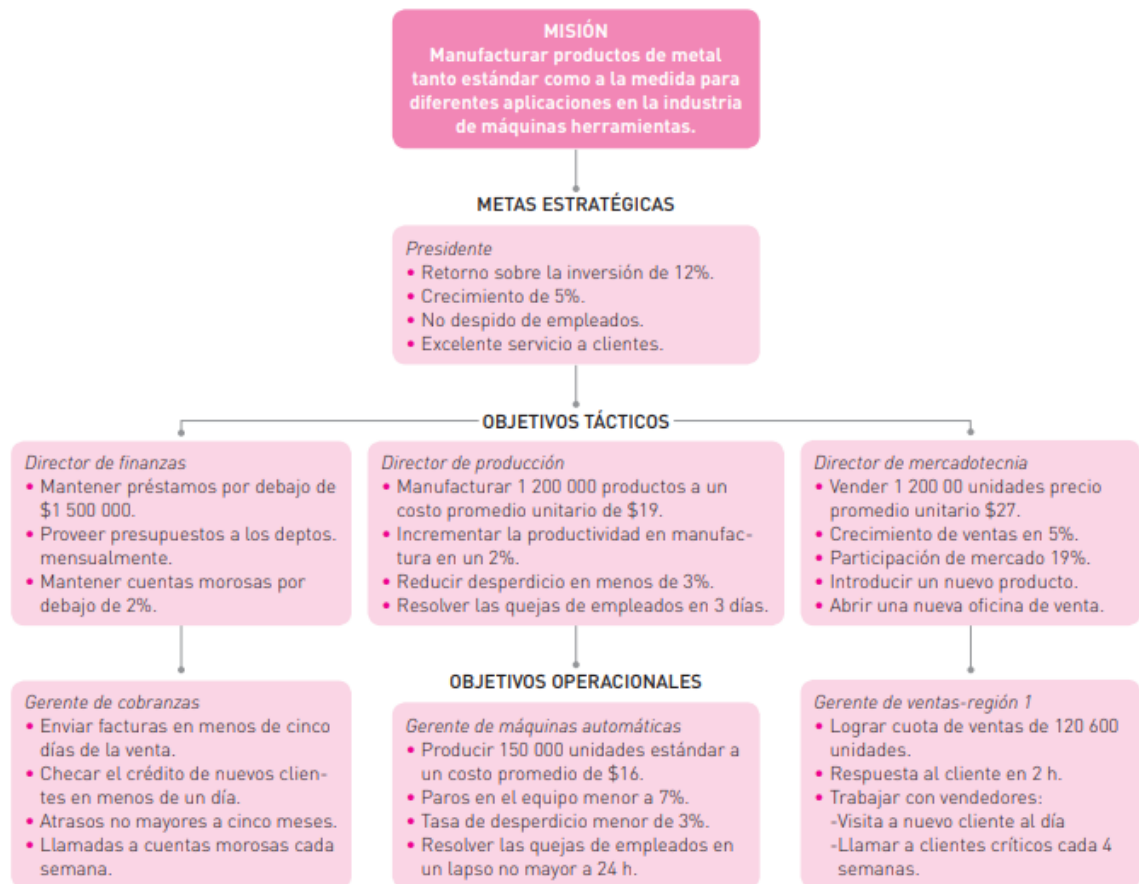 MISIÓN
Manufacturar productos de metal
tanto estándar como a la medida para
diferentes aplicaciones en la industria
de máquinas herramientas.
METAS ESTRATÉGICAS
Presidente
• Retorno sobre la inversión de 12%.
• Crecimiento de 5%.
• No despido de empleados.
• Excelente servicio a clientes.
OBJETIVOS TÁCTICOS
Director de finanzas
• Mantener préstamos por debajo de
$1 500 000.
• Proveer presupuestos a los deptos.
mensualmente.
• Mantener cuentas morosas por
debajo de 2%.
Director de producción
• Manufacturar 1 200 000 productos a un
costo promedio unitario de $19.
• Incrementar la productividad en manufac-
tura en un 2%.
• Reducir desperdicio en menos de 3%.
• Resolver las quejas de empleados en 3 días.
Director de mercadotecnia
• Vender 1 200 00 unidades precio
promedio unitario $27.
• Crecimiento de ventas en 5%.
• Participación de mercado 19%.
• Introducir un nuevo producto.
• Abrir una nueva oficina de venta.
OBJETIVOS OPERACIONALES
Gerente de cobranzas
• Enviar facturas en menos de cinco
días de la venta.
• Checar el crédito de nuevos clien-
tes en menos de un día.
• Atrasos no mayores a cinco meses.
• Llamadas a cuentas morosas cada
semana.
Gerente de máquinas automáticas
• Producir 150 000 unidades estándar a
un costo promedio de $16.
• Paros en el equipo menor a 7%.
• Tasa de desperdicio menor de 3%.
• Resolver las quejas de empleados en
un lapso no mayor a 24 h.
Gerente de ventas-región 1
• Lograr cuota de ventas de 120 600
unidades.
• Respuesta al cliente en 2 h.
• Trabajar con vendedores:
-Visita a nuevo cliente al día
-Llamar a clientes críticos cada 4
semanas.